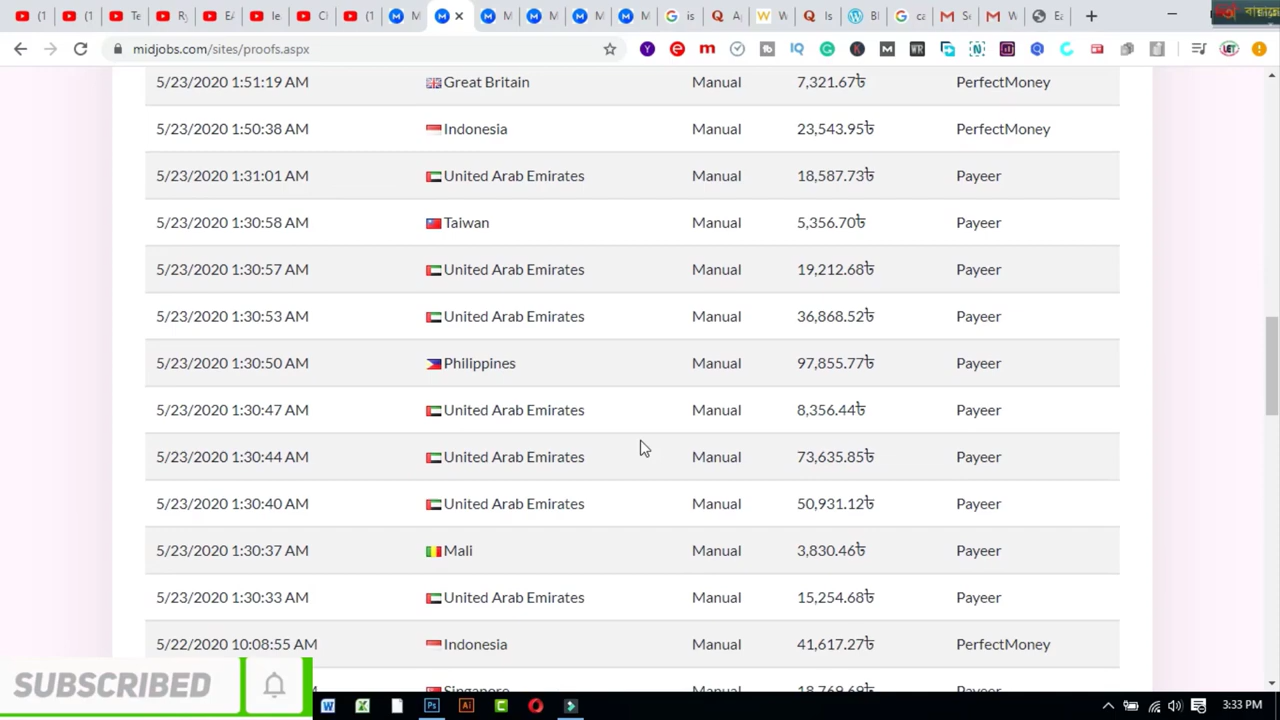 midjobs.com/sites/proofs.aspx
5/23/2020 1:51:19 AM Great Britain Manual 7,321.67৳ PerfectMoney
5/23/2020 1:50:38 AM Indonesia Manual 23,543.95৳ PerfectMoney
5/23/2020 1:31:01 AM United Arab Emirates Manual 18,587.73৳ Payeer
5/23/2020 1:30:58 AM Taiwan Manual 5,356.70৳ Payeer
5/23/2020 1:30:57 AM United Arab Emirates Manual 19,212.68৳ Payeer
5/23/2020 1:30:53 AM United Arab Emirates Manual 36,868.52৳ Payeer
5/23/2020 1:30:50 AM Philippines Manual 97,855.77৳ Payeer
5/23/2020 1:30:47 AM United Arab Emirates Manual 8,356.44৳ Payeer
5/23/2020 1:30:44 AM United Arab Emirates Manual 73,635.85৳ Payeer
5/23/2020 1:30:40 AM United Arab Emirates Manual 50,931.12৳ Payeer
5/23/2020 1:30:37 AM Mali Manual 3,830.46৳ Payeer
5/23/2020 1:30:33 AM United Arab Emirates Manual 15,254.68৳ Payeer
5/22/2020 10:08:55 AM Indonesia Manual 41,617.27৳ PerfectMoney
Singapore Manual 18,769.69৳ Payeer
SUBSCRIBED
3:33 PM